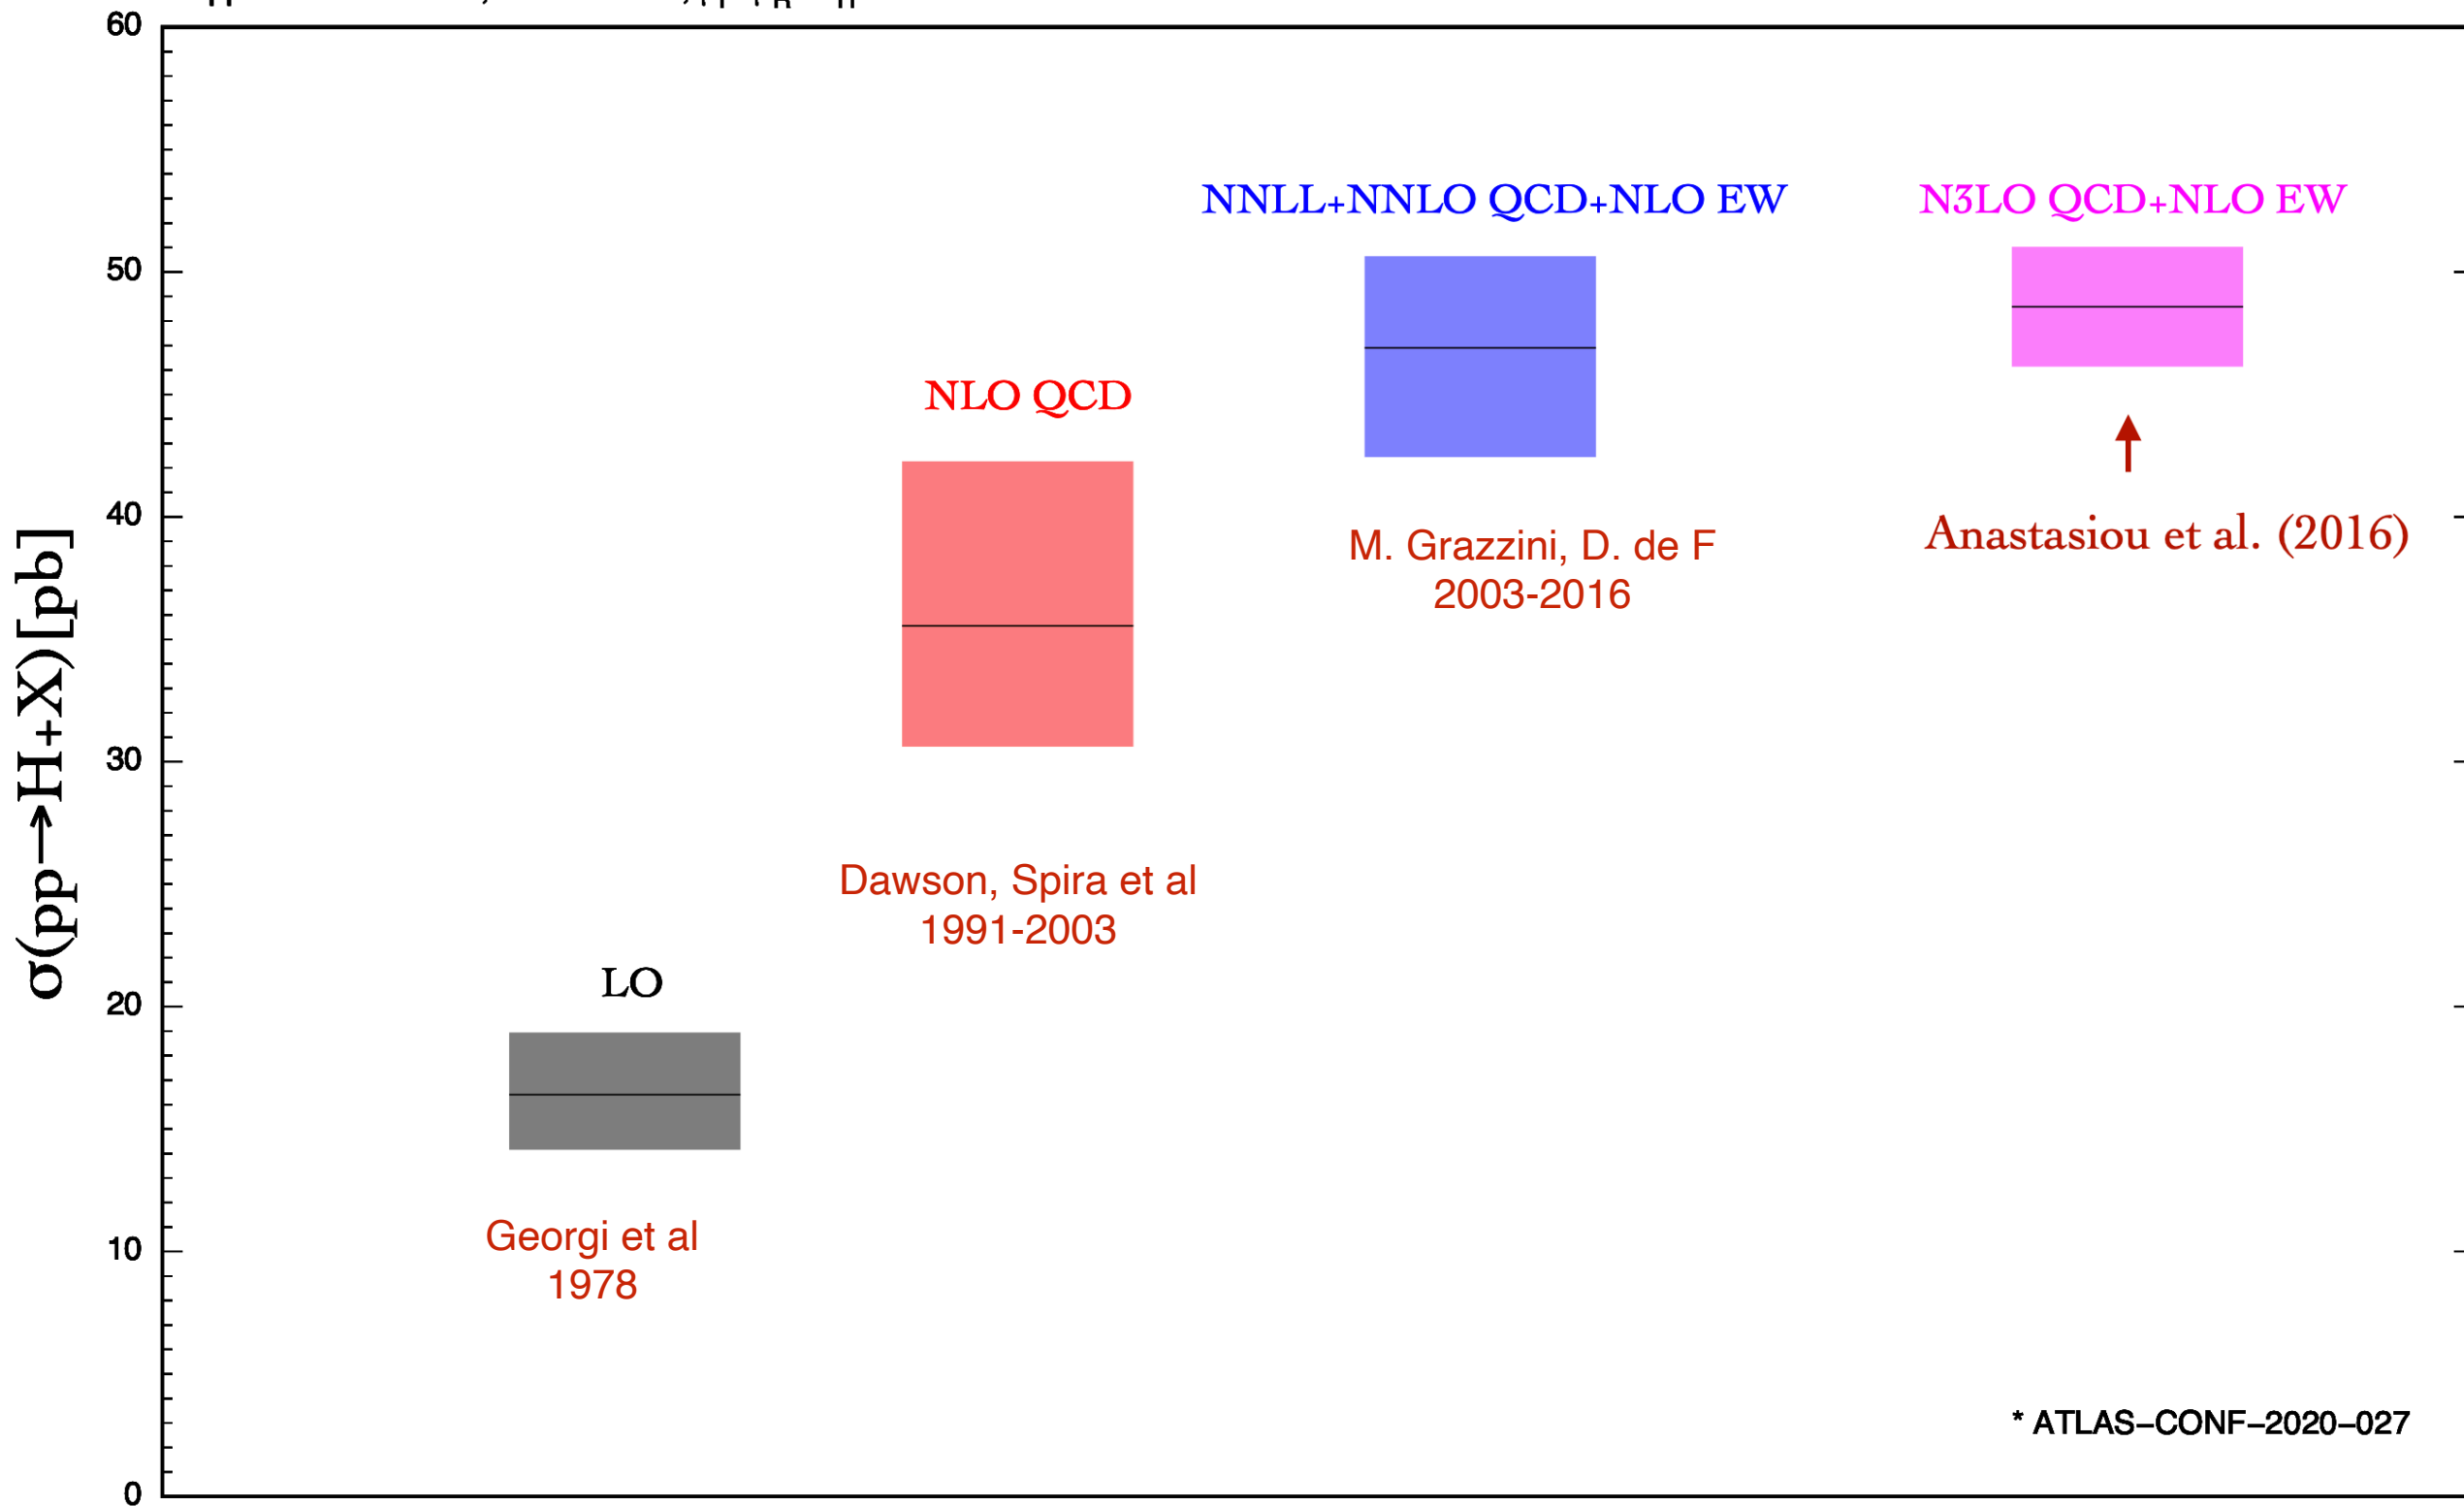 60
50
40
30
20
10
0
σ(pp→H+X)[pb]
NNLL+NNLO QCD+NLO EW
N3LO QCD+NLO EW
NLO QCD
M. Grazzini, D. de F
2003-2016
Anastasiou et al. (2016)
Dawson, Spira et al
1991-2003
LO
Georgi et al
1978
* ATLAS–CONF–2020–027